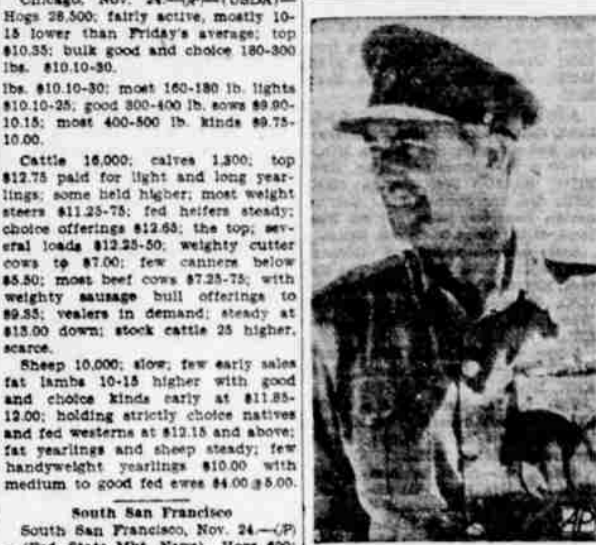 Chicago, Nov. 24.—(AP)—(USDA)—
Hogs 28,500; fairly active, mostly 10-
15 lower than Friday's average; top
$10.35; bulk good and choice 180-300
lbs. $10.10-30.
lbs. $10.10-30; most 160-180 lb. lights
$10.10-25; good 300-400 lb. sows $9.90-
10.15; most 400-500 lb. kinds $9.75-
10.00.
Cattle 16,000; calves 1,300; top
$12.75 paid for light and long year-
lings; some held higher; most weight
steers $11.25-75; fed heifers steady;
choice offerings $12.65; the top; sev-
eral loads $12.25-50; weighty cutter
cows to $7.00; few canners below
$5.50; most beef cows $7.25-75; with
weighty sausage bull offerings to
$9.35; vealers in demand; steady at
$13.00 down; stock cattle 25 higher,
scarce.
Sheep 10,000; slow; few early sales
fat lambs 10-15 higher with good
and choice kinds early at $11.85-
12.00; holding strictly choice natives
and fed westerns at $12.15 and above;
fat yearlings and sheep steady; few
handyweight yearlings $10.00 with
medium to good fed ewes $4.00@5.00.
South San Francisco
South San Francisco, Nov. 24.—(AP)
AP